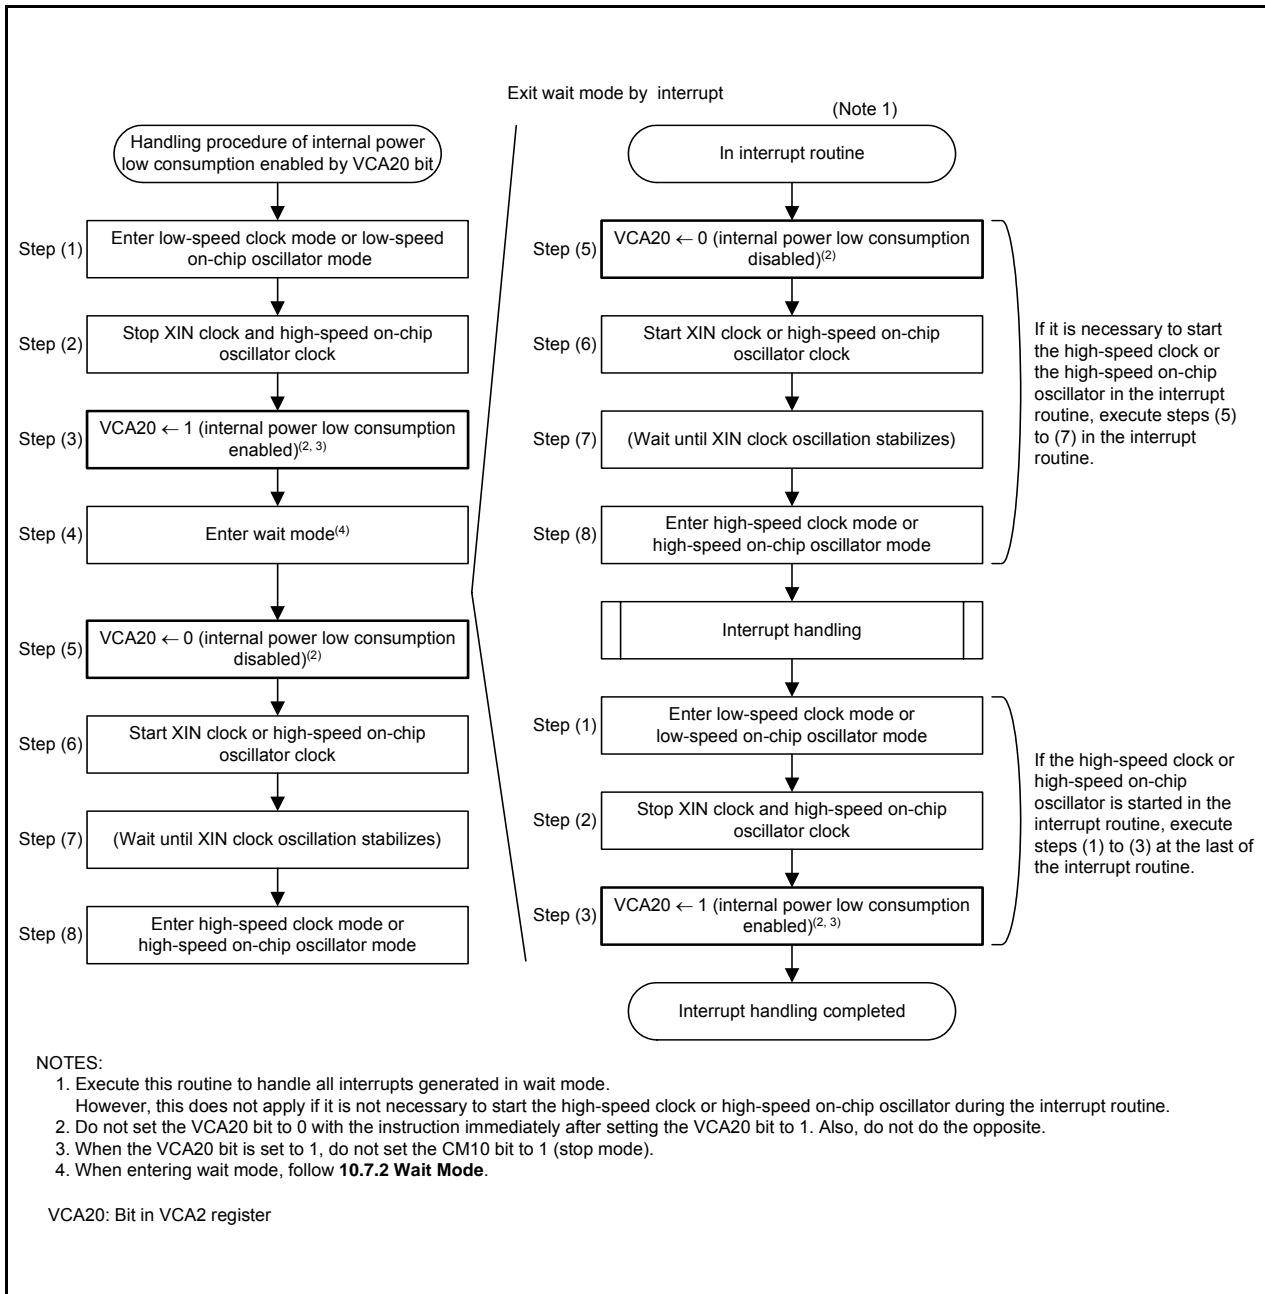 Exit wait mode by interrupt
(Note 1)
Handling procedure of internal power
low consumption enabled by VCA20 bit
Step (1)
Enter low-speed clock mode or low-speed
on-chip oscillator mode
Step (2)
Stop XIN clock and high-speed on-chip
oscillator clock
Step (3)
VCA20 ← 1 (internal power low consumption
enabled)(2, 3)
Step (4)
Enter wait mode(4)
Step (5)
VCA20 ← 0 (internal power low consumption
disabled)(2)
Step (6)
Start XIN clock or high-speed on-chip
oscillator clock
Step (7)
(Wait until XIN clock oscillation stabilizes)
Step (8)
Enter high-speed clock mode or
high-speed on-chip oscillator mode
In interrupt routine
Step (5)
VCA20 ← 0 (internal power low consumption
disabled)(2)
Step (6)
Start XIN clock or high-speed on-chip
oscillator clock
Step (7)
(Wait until XIN clock oscillation stabilizes)
Step (8)
Enter high-speed clock mode or
high-speed on-chip oscillator mode
If it is necessary to start
the high-speed clock or
the high-speed on-chip
oscillator in the interrupt
routine, execute steps (5)
to (7) in the interrupt
routine.
Interrupt handling
Step (1)
Enter low-speed clock mode or
low-speed on-chip oscillator mode
Step (2)
Stop XIN clock and high-speed on-chip
oscillator clock
Step (3)
VCA20 ← 1 (internal power low consumption
enabled)(2, 3)
If the high-speed clock or
high-speed on-chip
oscillator is started in the
interrupt routine, execute
steps (1) to (3) at the last of
the interrupt routine.
Interrupt handling completed
NOTES:
1. Execute this routine to handle all interrupts generated in wait mode.
However, this does not apply if it is not necessary to start the high-speed clock or high-speed on-chip oscillator during the interrupt routine.
2. Do not set the VCA20 bit to 0 with the instruction immediately after setting the VCA20 bit to 1. Also, do not do the opposite.
3. When the VCA20 bit is set to 1, do not set the CM10 bit to 1 (stop mode).
4. When entering wait mode, follow 10.7.2 Wait Mode.
VCA20: Bit in VCA2 register